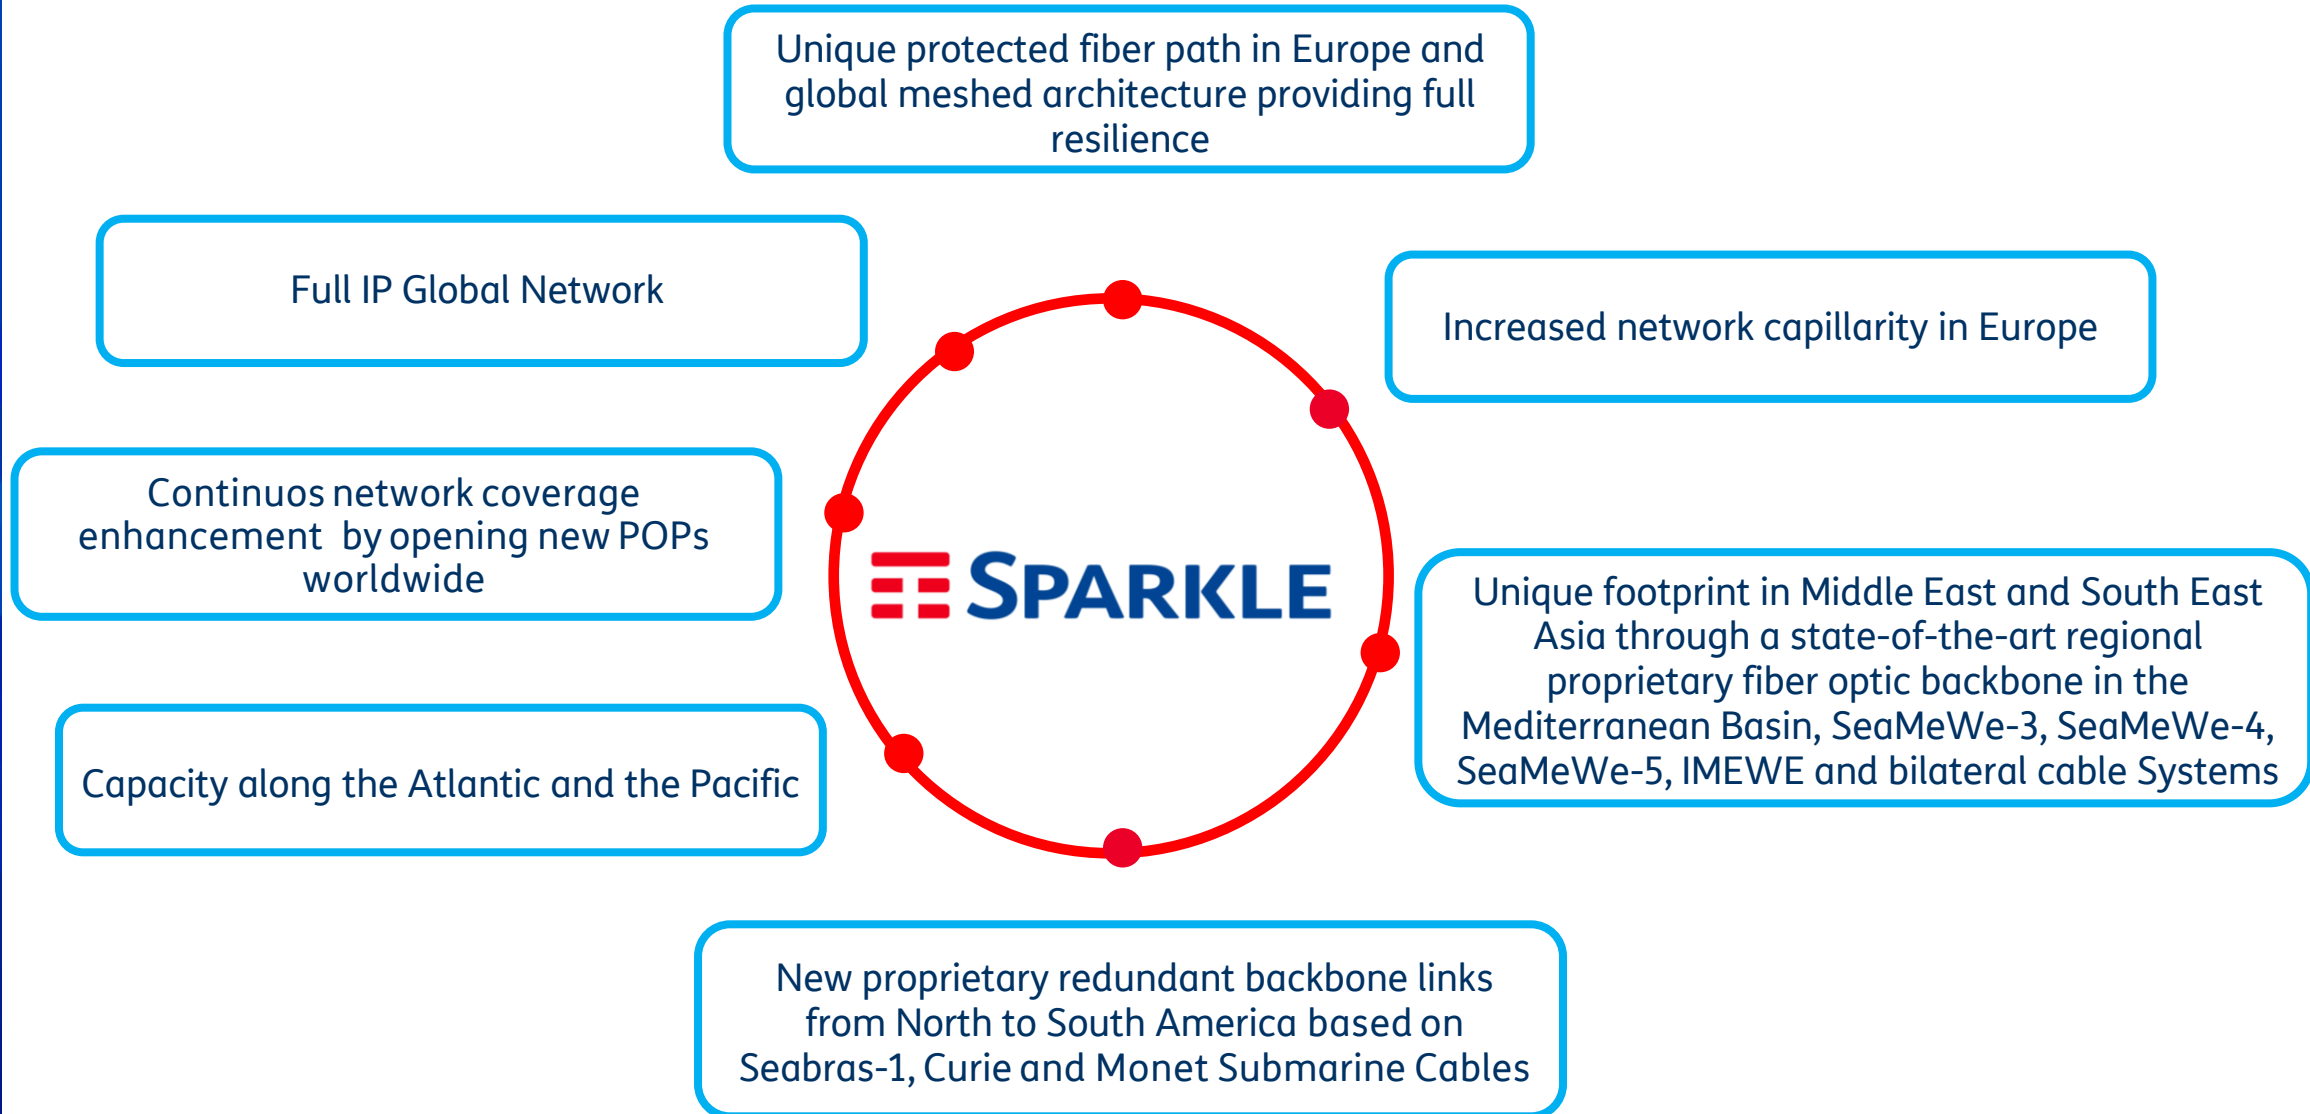 Unique protected fiber path in Europe and
global meshed architecture providing full
resilience
Full IP Global Network
Increased network capillarity in Europe
Continuos network coverage
enhancement by opening new POPs
worldwide
SPARKLE
Unique footprint in Middle East and South East
Asia through a state-of-the-art regional
proprietary fiber optic backbone in the
Mediterranean Basin, SeaMeWe-3, SeaMeWe-4,
SeaMeWe-5, IMEWE and bilateral cable Systems
Capacity along the Atlantic and the Pacific
New proprietary redundant backbone links
from North to South America based on
Seabras-1, Curie and Monet Submarine Cables